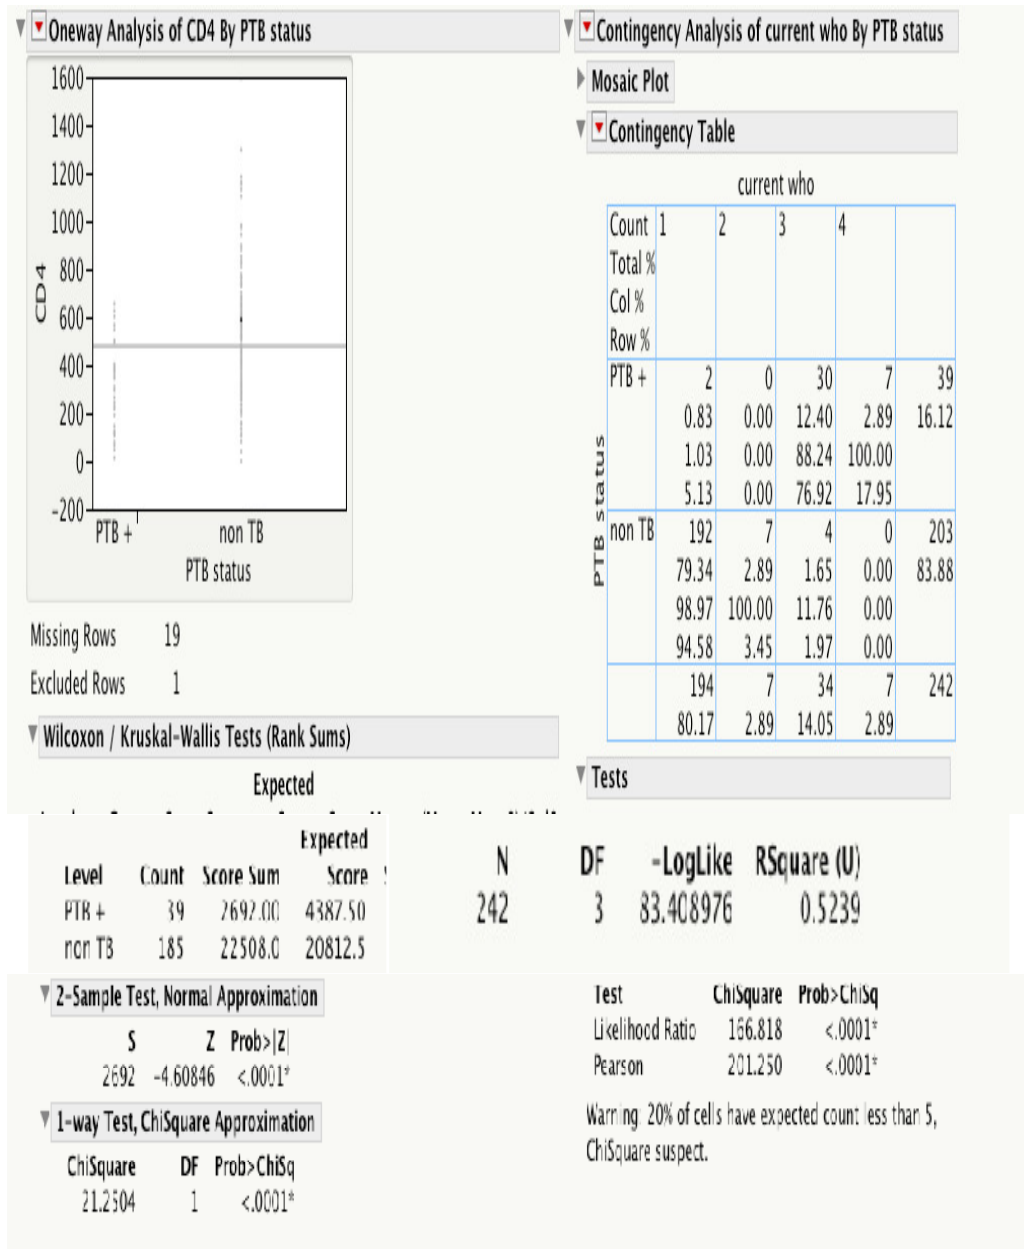 Oneway Analysis of CD4 By PTB status
1600
1400
1200
1000
800
600
400
200
0
-200
CD4
PTB + non TB
PTB status
Missing Rows 19
Excluded Rows 1
Wilcoxon / Kruskal-Wallis Tests (Rank Sums)
Expected
Expected
Level Count Score Sum Score
PTB + 39 2692.00 4387.50
non TB 185 22508.0 20812.5
2-Sample Test, Normal Approximation
S Z Prob>|Z|
2692 -4.60846 <.0001*
1-way Test, ChiSquare Approximation
ChiSquare DF Prob>ChiSq
21.2504 1 <.0001*
Contingency Analysis of current who By PTB status
Mosaic Plot
Contingency Table
current who
PTB status
Count 1 2 3 4
Total %
Col %
Row %
PTB + 2 0 30 7 39
0.83 0.00 12.40 2.89 16.12
1.03 0.00 88.24 100.00
5.13 0.00 76.92 17.95
non TB 192 7 4 0 203
79.34 2.89 1.65 0.00 83.88
98.97 100.00 11.76 0.00
94.58 3.45 1.97 0.00
194 7 34 7 242
80.17 2.89 14.05 2.89
Tests
N DF -LogLike RSquare (U)
242 3 83.408976 0.5239
Test ChiSquare Prob>ChiSq
Likelihood Ratio 166.818 <.0001*
Pearson 201.250 <.0001*
Warning: 20% of cells have expected count less than 5,
ChiSquare suspect.